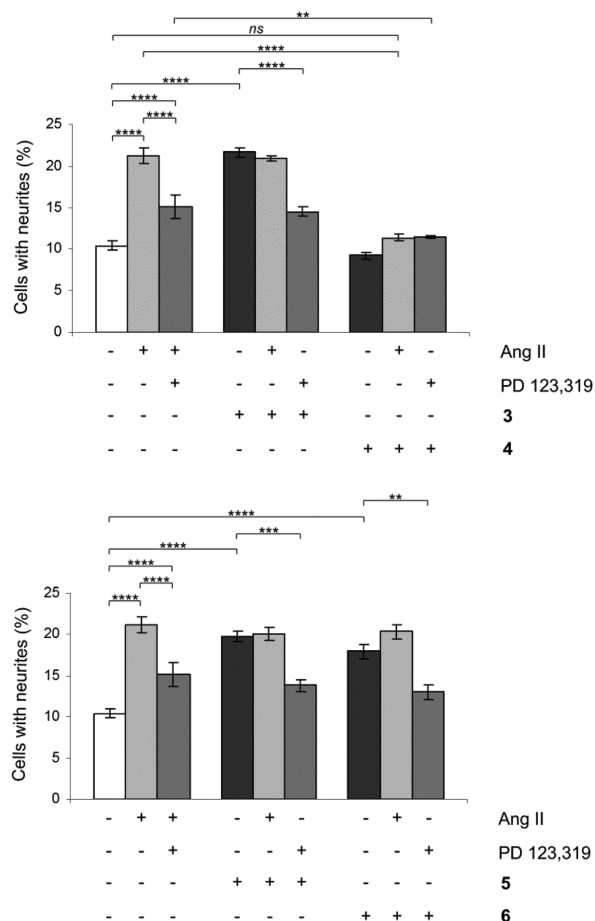 **
ns
****
**** ****
****
**** ****
25
20
15
10
5
0
Cells with neurites (%)
- + + - + - - + - Ang II
- - + - - + - - + PD 123,319
- - - + + + - - - 3
- - - - - - + + + 4
**
****
**** ***
****
**** ****
25
20
15
10
5
0
Cells with neurites (%)
- + + - + - - + - Ang II
- - + - - + - - + PD 123,319
- - - + + + - - - 5
- - - - - - + + + 6